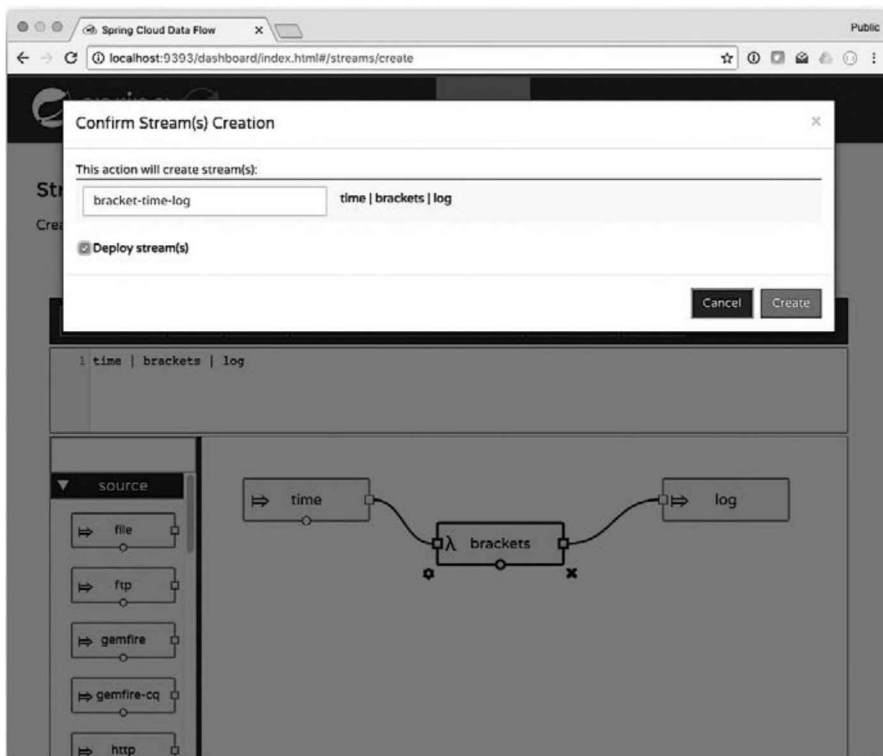 Spring Cloud Data Flow
Public
localhost:9393/dashboard/index.html#/streams/create
Confirm Stream(s) Creation
This action will create stream(s):
bracket-time-log
time | brackets | log
Str
Crea
Deploy stream(s)
Cancel
Create
1 time | brackets | log
source
file
ftp
gemfire
gemfire-cq
http
time
λ brackets
log